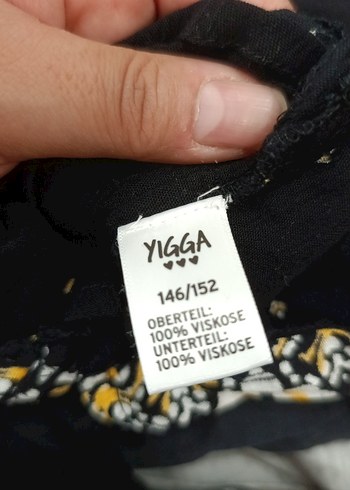 YIGGA
146/152
OBERTEIL:
100% VISKOSE
UNTERTEIL:
100% VISKOSE